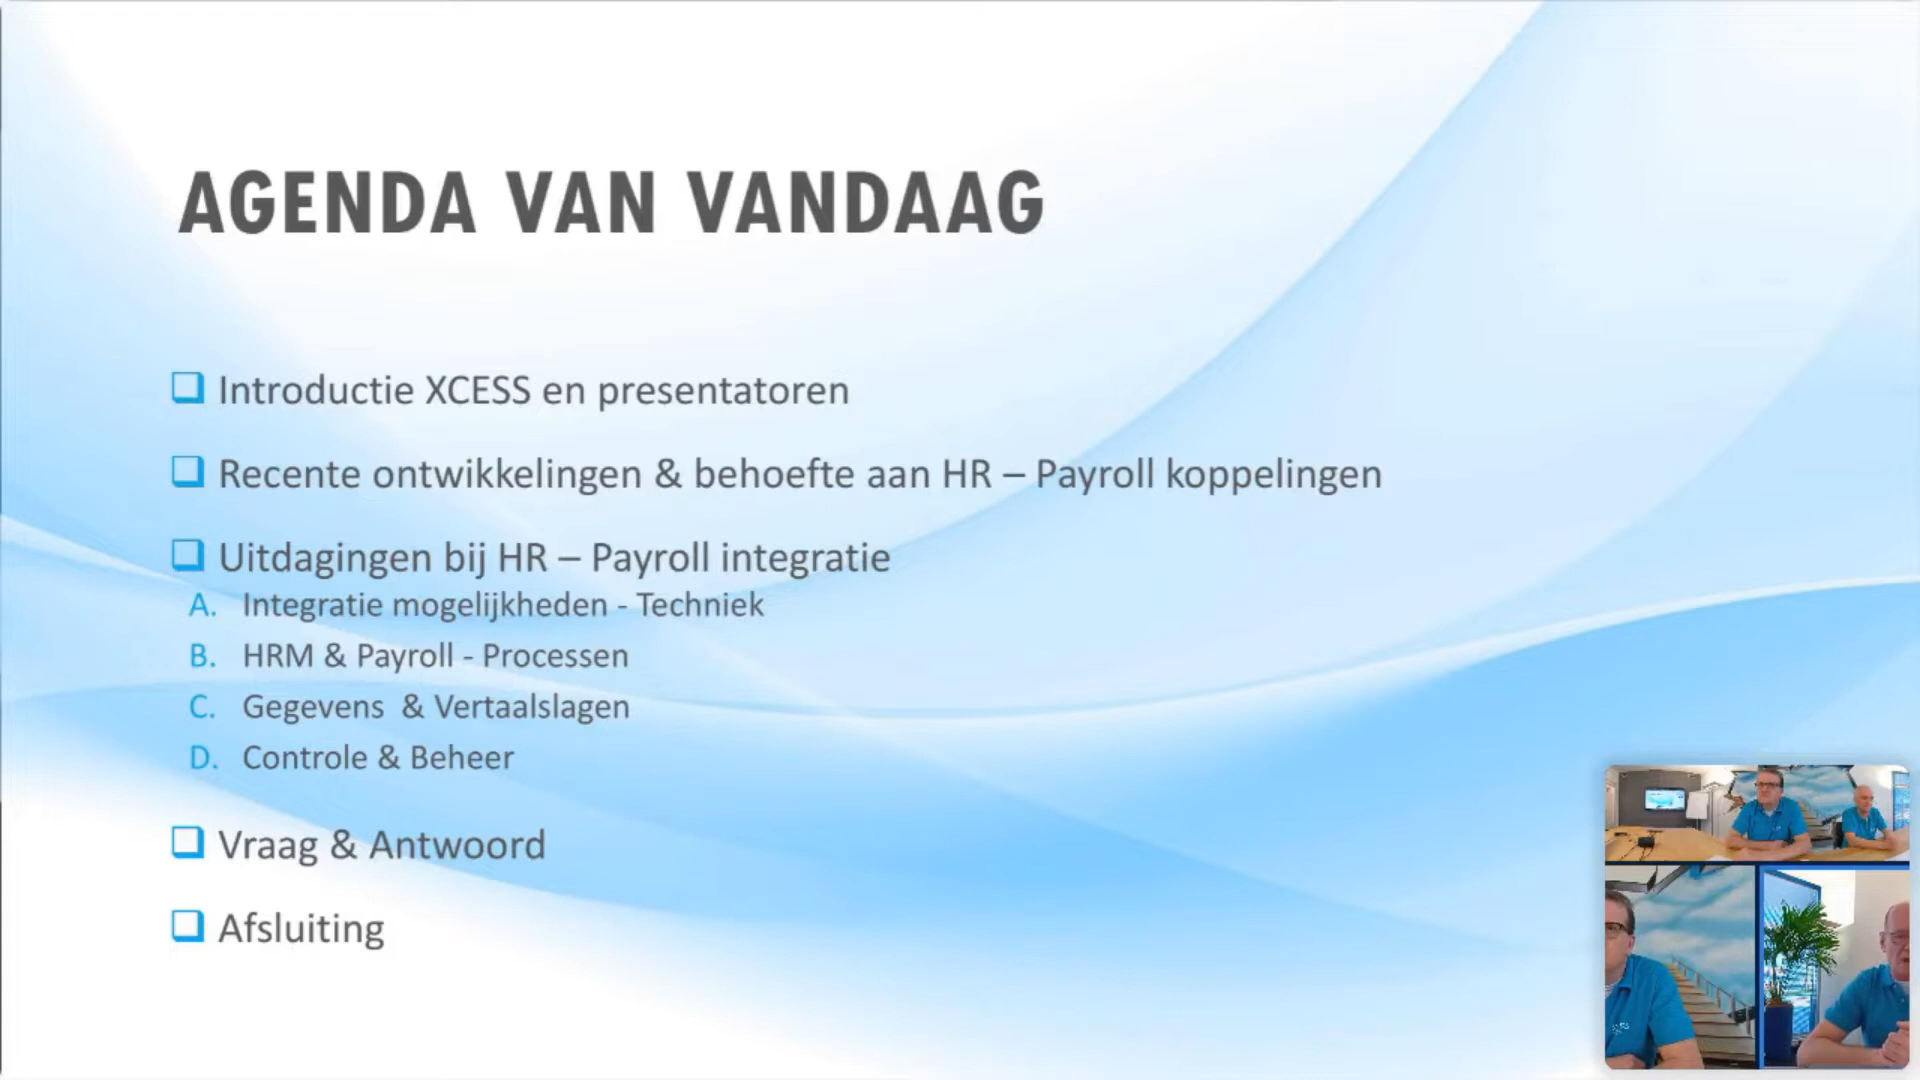 AGENDA VAN VANDAAG
Introductie XCESS en presentatoren
Recente ontwikkelingen & behoefte aan HR – Payroll koppelingen
Uitdagingen bij HR – Payroll integratie
A. Integratie mogelijkheden - Techniek
B. HRM & Payroll - Processen
C. Gegevens & Vertaalslagen
D. Controle & Beheer
Vraag & Antwoord
Afsluiting